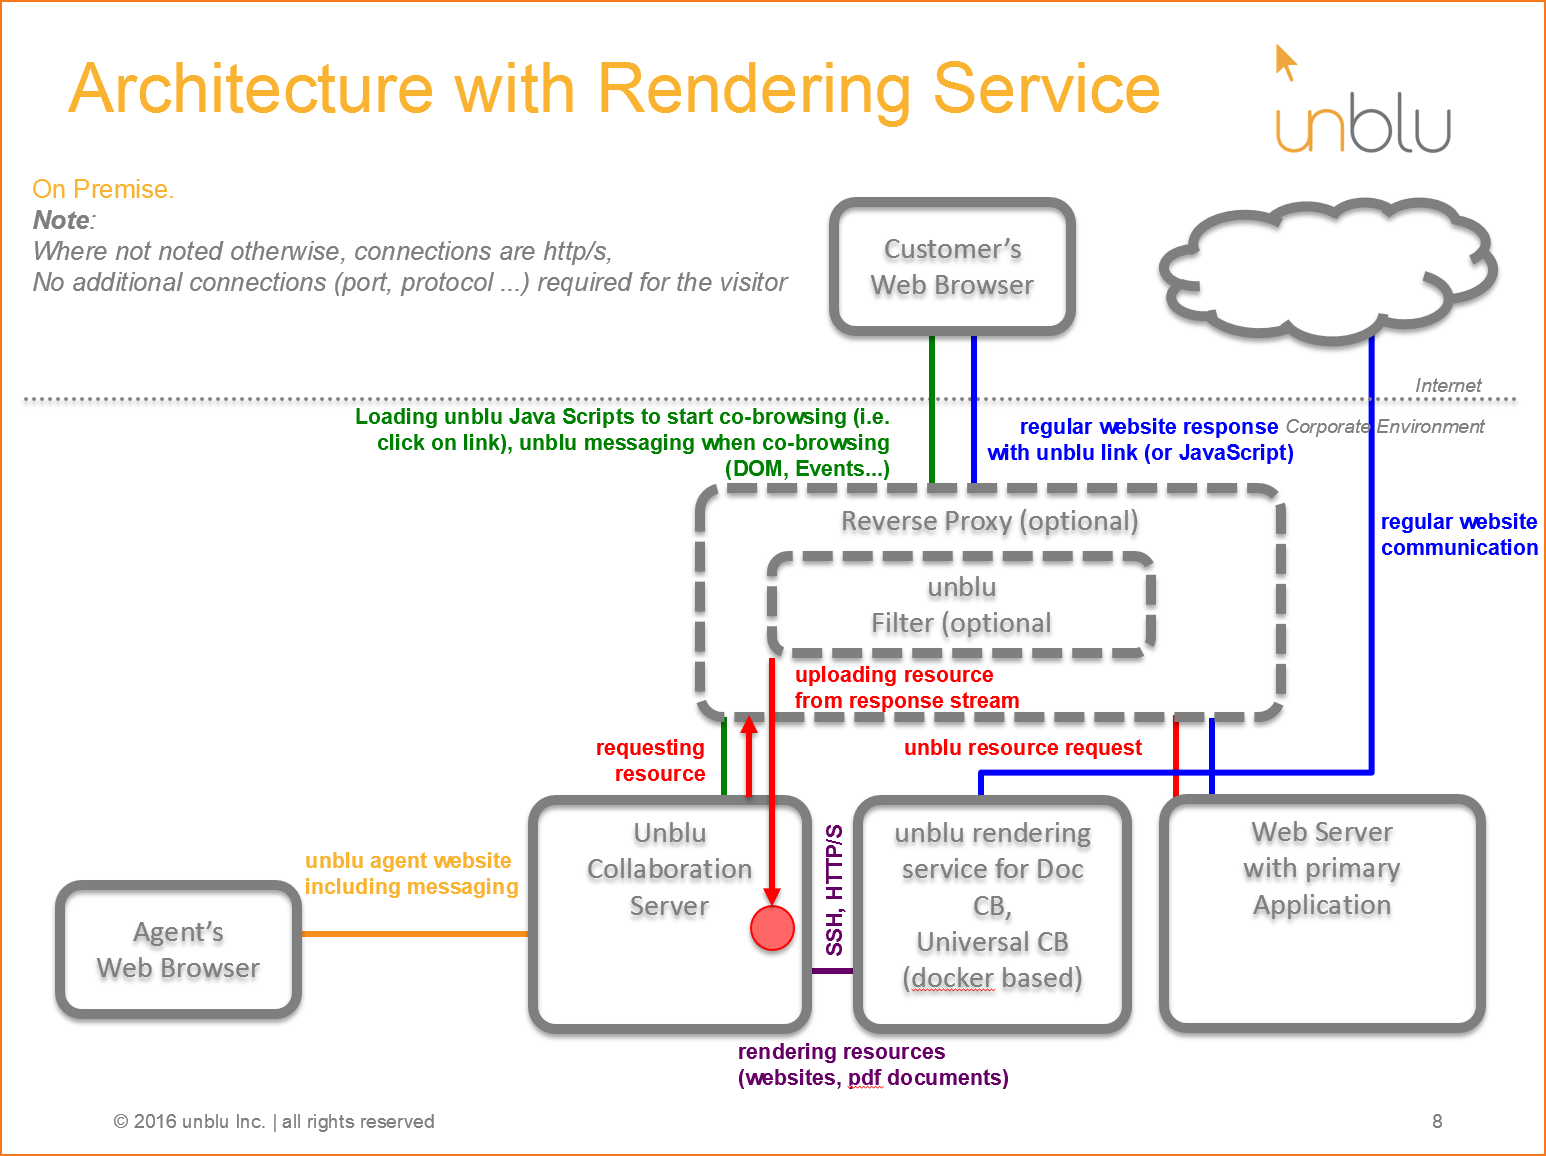 Architecture with Rendering Service
unblu
On Premise.
Note:
Where not noted otherwise, connections are http/s,
No additional connections (port, protocol ...) required for the visitor
Customer’s
Web Browser
Internet
Corporate Environment
Loading unblu Java Scripts to start co-browsing (i.e.
click on link), unblu messaging when co-browsing
(DOM, Events...)
regular website response
with unblu link (or JavaScript)
Reverse Proxy (optional)
regular website
communication
unblu
Filter (optional
uploading resource
from response stream
requesting
resource
unblu resource request
Unblu
Collaboration
Server
SSH, HTTP/S
unblu rendering
service for Doc
CB,
Universal CB
(docker based)
Web Server
with primary
Application
unblu agent website
including messaging
Agent’s
Web Browser
rendering resources
(websites, pdf documents)
© 2016 unblu Inc. | all rights reserved
8